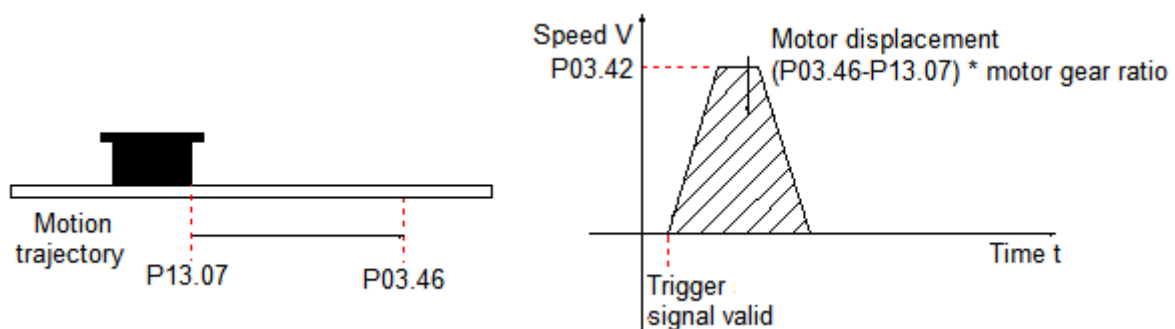 Motion
trajectory
P13.07
P03.46
Speed V
P03.42
Motor displacement
(P03.46-P13.07) * motor gear ratio
Time t
Trigger
signal valid